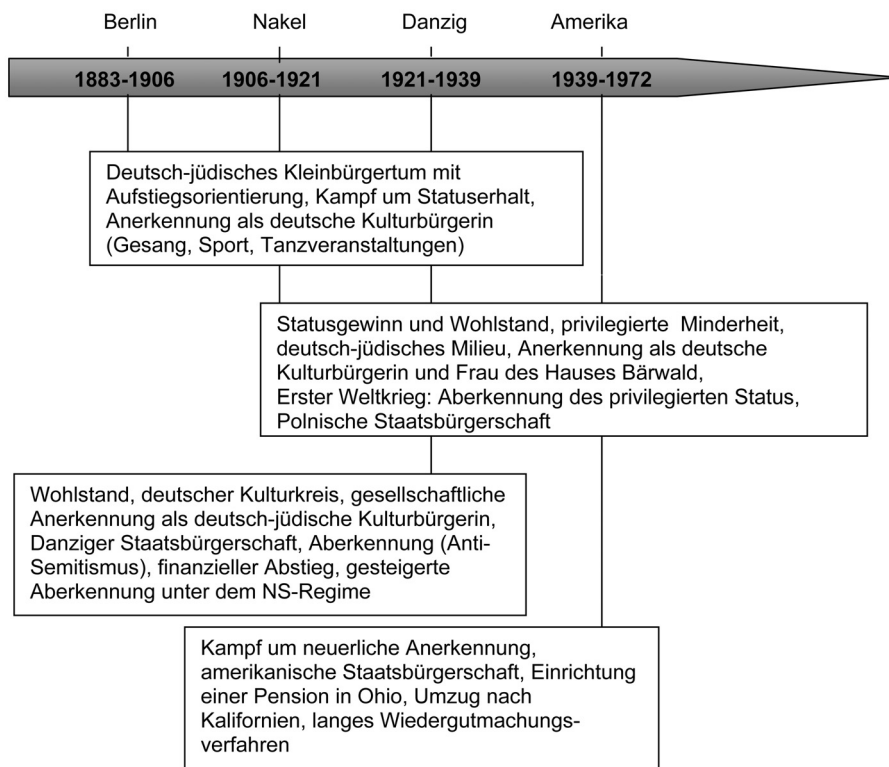 Berlin Nakel Danzig Amerika
1883-1906 1906-1921 1921-1939 1939-1972
Deutsch-jüdisches Kleinbürgertum mit
Aufstiegsorientierung, Kampf um Statuserhalt,
Anerkennung als deutsche Kulturbürgerin
(Gesang, Sport, Tanzveranstaltungen)
Statusgewinn und Wohlstand, privilegierte Minderheit,
deutsch-jüdisches Milieu, Anerkennung als deutsche
Kulturbürgerin und Frau des Hauses Bärwald,
Erster Weltkrieg: Aberkennung des privilegierten Status,
Polnische Staatsbürgerschaft
Wohlstand, deutscher Kulturkreis, gesellschaftliche
Anerkennung als deutsch-jüdische Kulturbürgerin,
Danziger Staatsbürgerschaft, Aberkennung (Anti-
Semitismus), finanzieller Abstieg, gesteigerte
Aberkennung unter dem NS-Regime
Kampf um neuerliche Anerkennung,
amerikanische Staatsbürgerschaft, Einrichtung
einer Pension in Ohio, Umzug nach
Kalifornien, langes Wiedergutmachungs-
verfahren